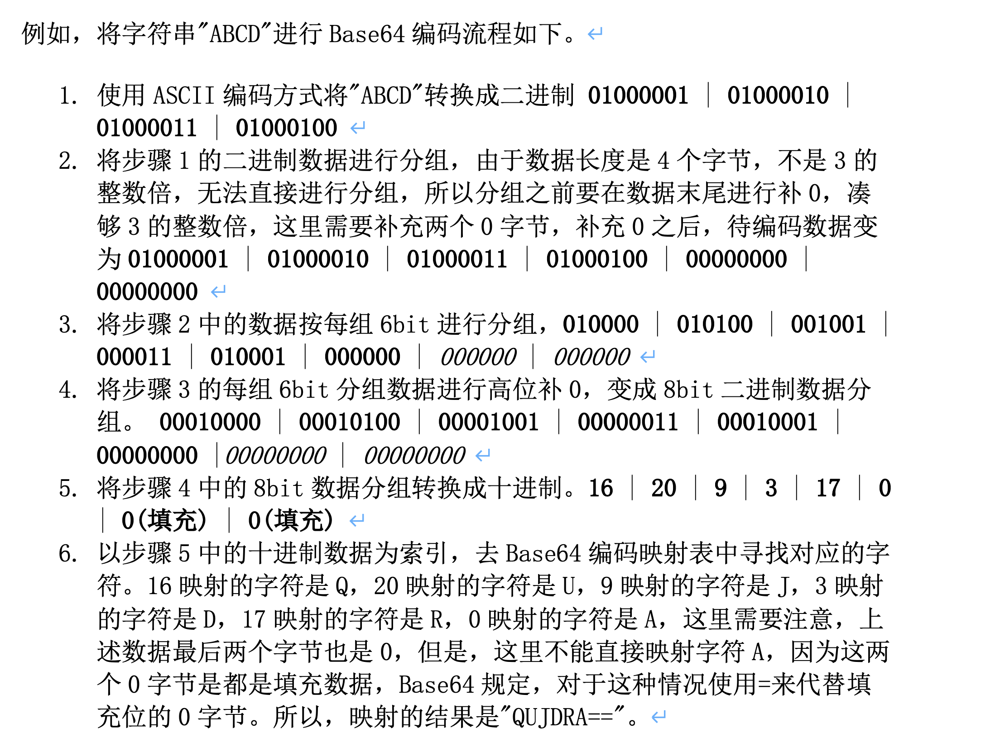 例如，将字符串"ABCD"进行 Base64 编码流程如下。↵
1. 使用 ASCII 编码方式将"ABCD"转换成二进制 01000001 | 01000010 |
01000011 | 01000100 ↵
2. 将步骤 1 的二进制数据进行分组，由于数据长度是 4 个字节，不是 3 的
整数倍，无法直接进行分组，所以分组之前要在数据末尾进行补 0，凑
够 3 的整数倍，这里需要补充两个 0 字节，补充 0 之后，待编码数据变
为 01000001 | 01000010 | 01000011 | 01000100 | 00000000 |
00000000 ↵
3. 将步骤 2 中的数据按每组 6bit 进行分组，010000 | 010100 | 001001 |
000011 | 010001 | 000000 | 000000 | 000000 ↵
4. 将步骤 3 的每组 6bit 分组数据进行高位补 0，变成 8bit 二进制数据分
组。 00010000 | 00010100 | 00001001 | 00000011 | 00010001 |
00000000 |00000000 | 00000000 ↵
5. 将步骤 4 中的 8bit 数据分组转换成十进制。16 | 20 | 9 | 3 | 17 | 0
| 0(填充) | 0(填充) ↵
6. 以步骤 5 中的十进制数据为索引，去 Base64 编码映射表中寻找对应的字
符。16 映射的字符是 Q，20 映射的字符是 U，9 映射的字符是 J，3 映射
的字符是 D，17 映射的字符是 R，0 映射的字符是 A，这里需要注意，上
述数据最后两个字节也是 0，但是，这里不能直接映射字符 A，因为这两
个 0 字节是都是填充数据，Base64 规定，对于这种情况使用=来代替填
充位的 0 字节。所以，映射的结果是"QUJDRA=="。↵